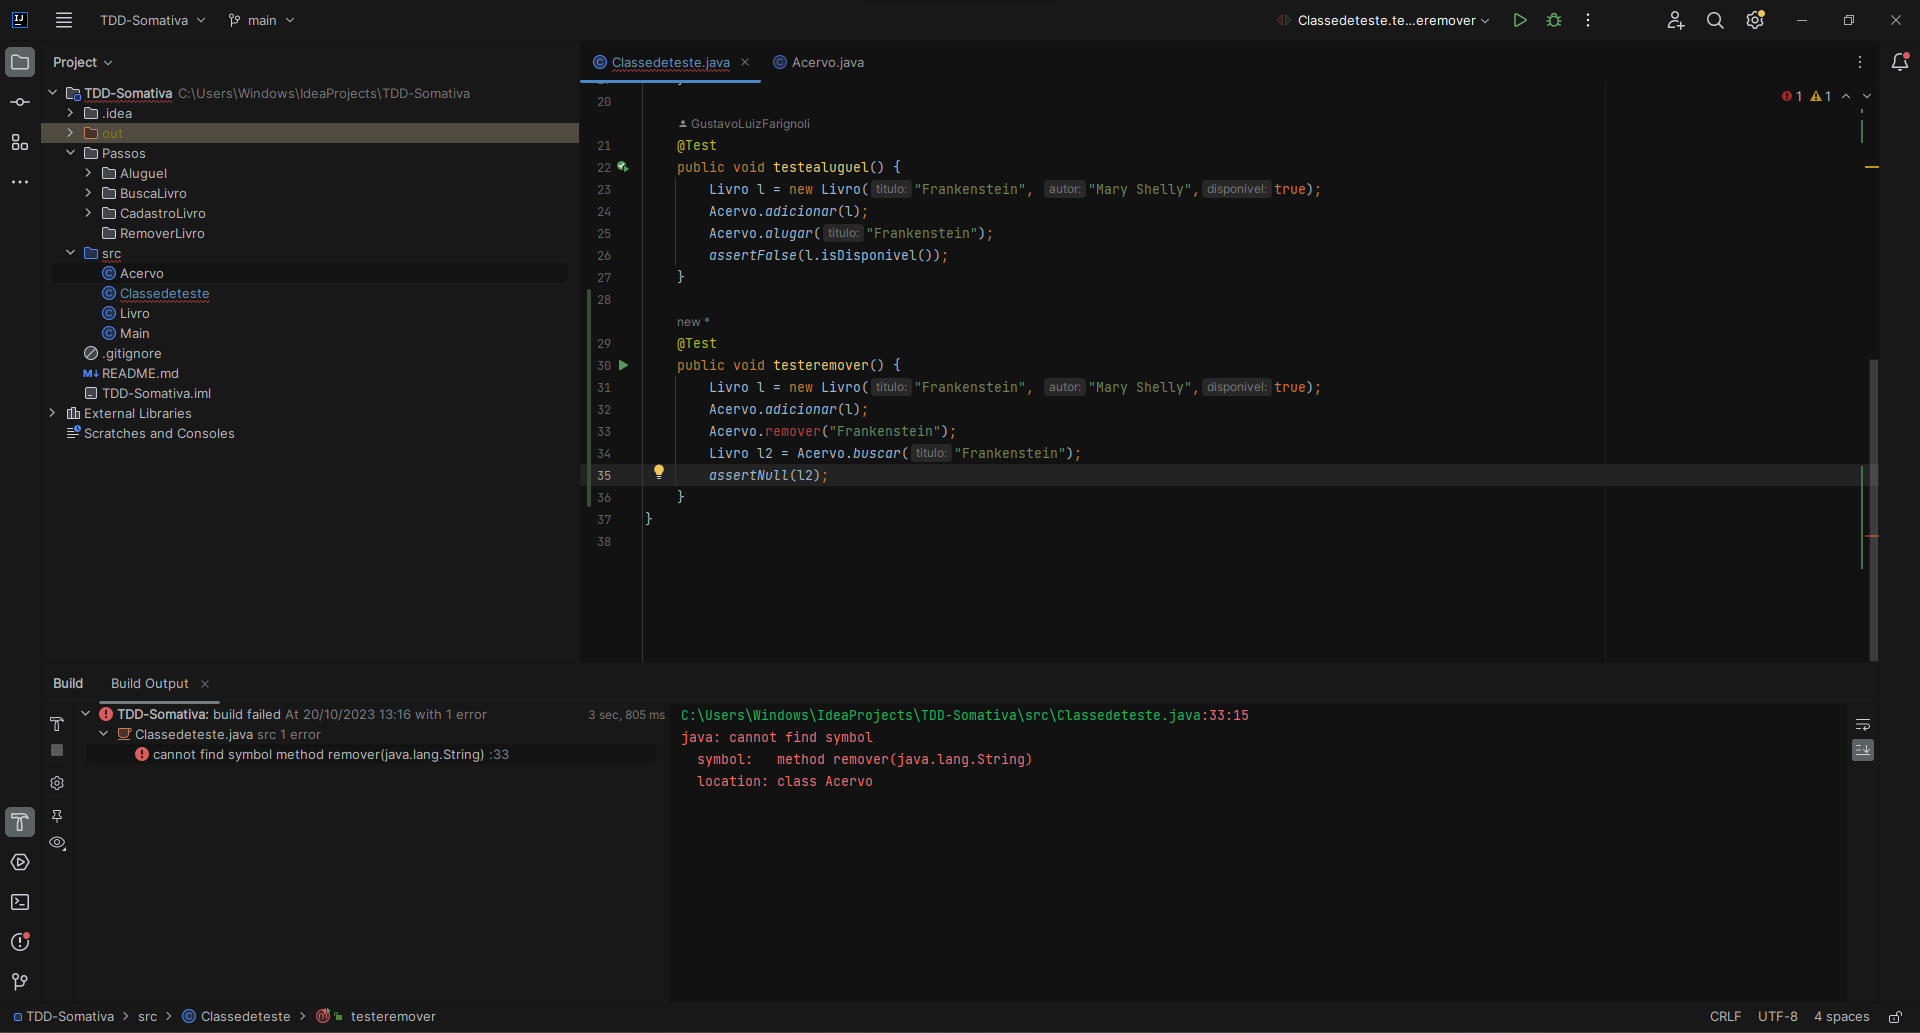 TDD-Somativa main Classedeteste.te...eremover
Project
TDD-Somativa C:\Users\Windows\IdeaProjects\TDD-Somativa
.idea
out
Passos
Aluguel
BuscaLivro
CadastroLivro
RemoverLivro
src
Acervo
Classedeteste
Livro
Main
.gitignore
README.md
TDD-Somativa.iml
External Libraries
Scratches and Consoles
Classedeteste.java Acervo.java
1 1
20
GustavoLuizFarignoli
21 @Test
22 public void testealuguel() {
23 Livro l = new Livro( titulo: "Frankenstein", autor: "Mary Shelly", disponivel: true);
24 Acervo.adicionar(l);
25 Acervo.alugar( titulo: "Frankenstein");
26 assertFalse(l.isDisponivel());
27 }
28
new *
29 @Test
30 public void testeremover() {
31 Livro l = new Livro( titulo: "Frankenstein", autor: "Mary Shelly", disponivel: true);
32 Acervo.adicionar(l);
33 Acervo.remover("Frankenstein");
34 Livro l2 = Acervo.buscar( titulo: "Frankenstein");
35 assertNull(l2);
36 }
37 }
38
Build Build Output
TDD-Somativa: build failed At 20/10/2023 13:16 with 1 error 3 sec, 805 ms
Classedeteste.java src 1 error
cannot find symbol method remover(java.lang.String) :33
C:\Users\Windows\IdeaProjects\TDD-Somativa\src\Classedeteste.java:33:15
java: cannot find symbol
symbol: method remover(java.lang.String)
location: class Acervo
TDD-Somativa > src > Classedeteste > testeremover
CRLF UTF-8 4 spaces